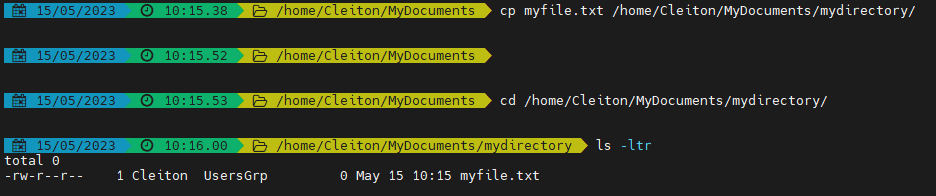 15/05/2023 10:15.38 /home/Cleiton/MyDocuments cp myfile.txt /home/Cleiton/MyDocuments/mydirectory/
15/05/2023 10:15.52 /home/Cleiton/MyDocuments
15/05/2023 10:15.53 /home/Cleiton/MyDocuments cd /home/Cleiton/MyDocuments/mydirectory/
15/05/2023 10:16.00 /home/Cleiton/MyDocuments/mydirectory ls -ltr
total 0
-rw-r--r-- 1 Cleiton UsersGrp 0 May 15 10:15 myfile.txt